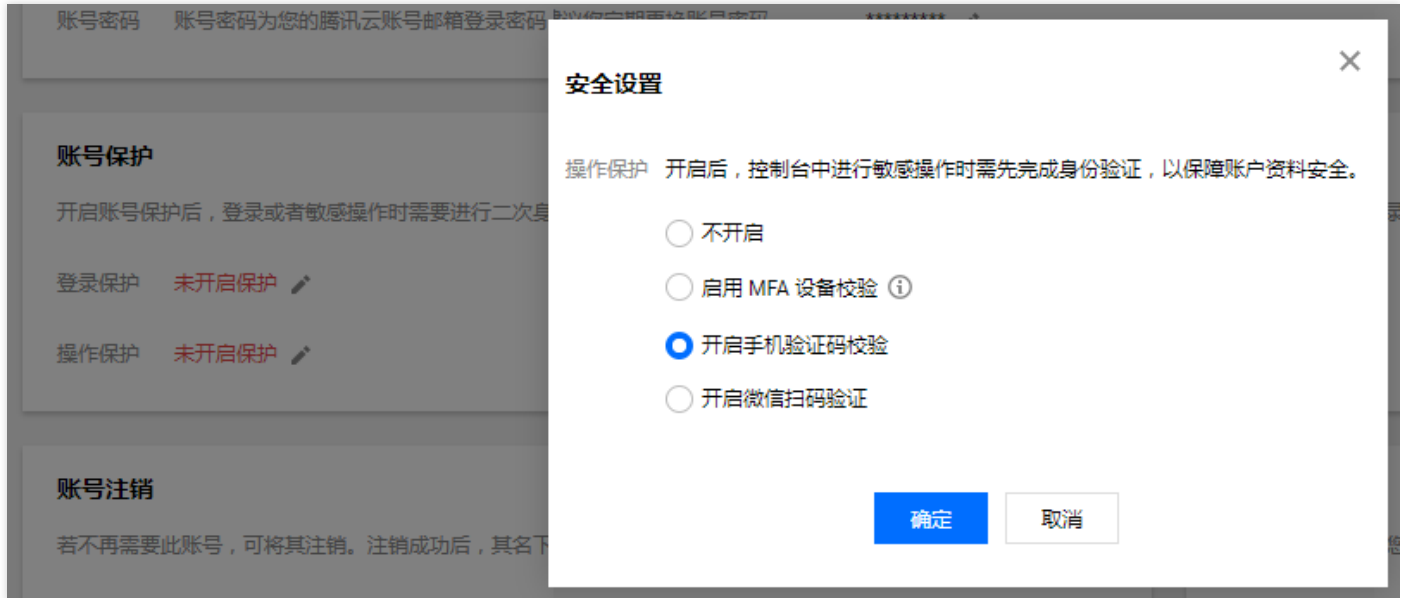 账号密码 账号密码为您的腾讯云账号邮箱登录密码 *********
账号保护
开启账号保护后，登录或者敏感操作时需要进行二次身
登录保护 未开启保护
操作保护 未开启保护
账号注销
若不再需要此账号，可将其注销。注销成功后，其名下
安全设置
操作保护 开启后，控制台中进行敏感操作时需先完成身份验证，以保障账户资料安全。
不开启
启用 MFA 设备校验
开启手机验证码校验
开启微信扫码验证
确定 取消